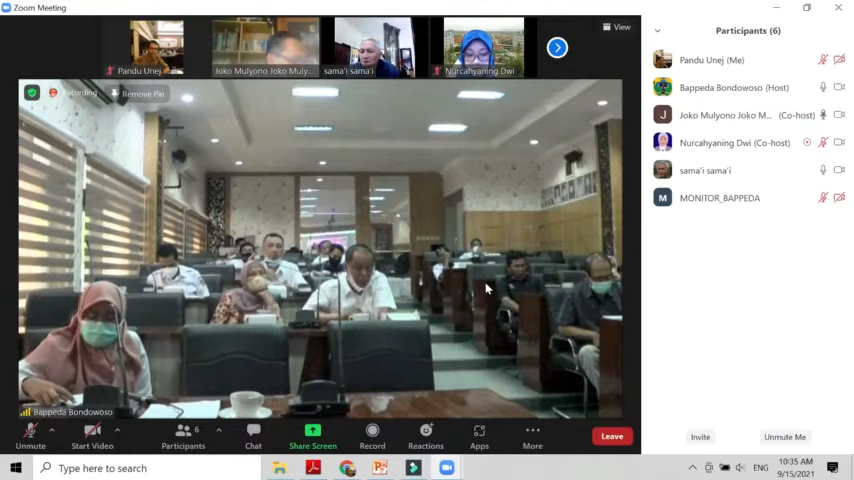 Zoom Meeting
View
Participants (6)
Pandu Unej
Joko Mulyono Joko Muly...
sama'i sama'i
Nurcahyaning Dwi
Recording
Remove Pin
Pandu Unej (Me)
Bappeda Bondowoso (Host)
Joko Mulyono Joko M... (Co-host)
J
Nurcahyaning Dwi (Co-host)
sama'i sama'i
M
MONITOR_BAPPEDA
Bappeda Bondowoso
Unmute
Start Video
6
Participants
Chat
Share Screen
Record
Reactions
Apps
More
Leave
Invite
Unmute Me
Type here to search
ENG
10:35 AM
9/15/2021